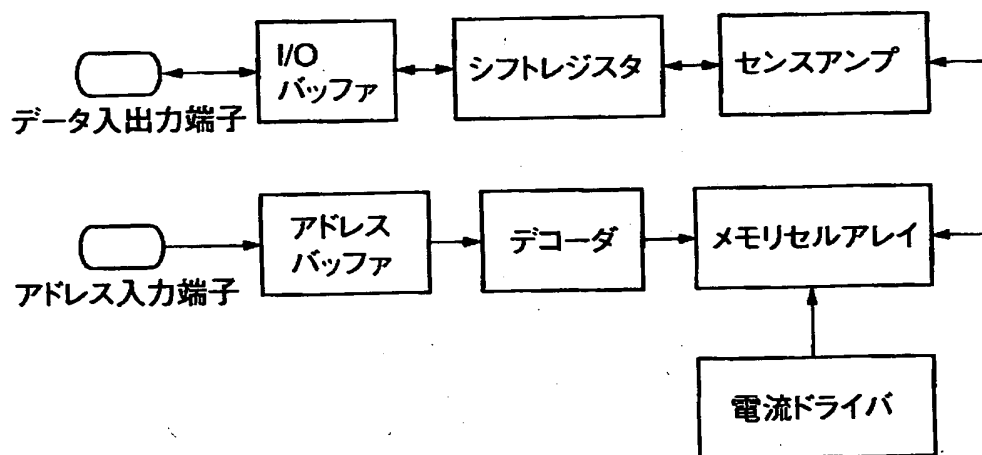 I/O
バッファ
シフトレジスタ
センスアンプ
データ入出力端子
アドレス
バッファ
デコーダ
メモリセルアレイ
アドレス入力端子
電流ドライバ